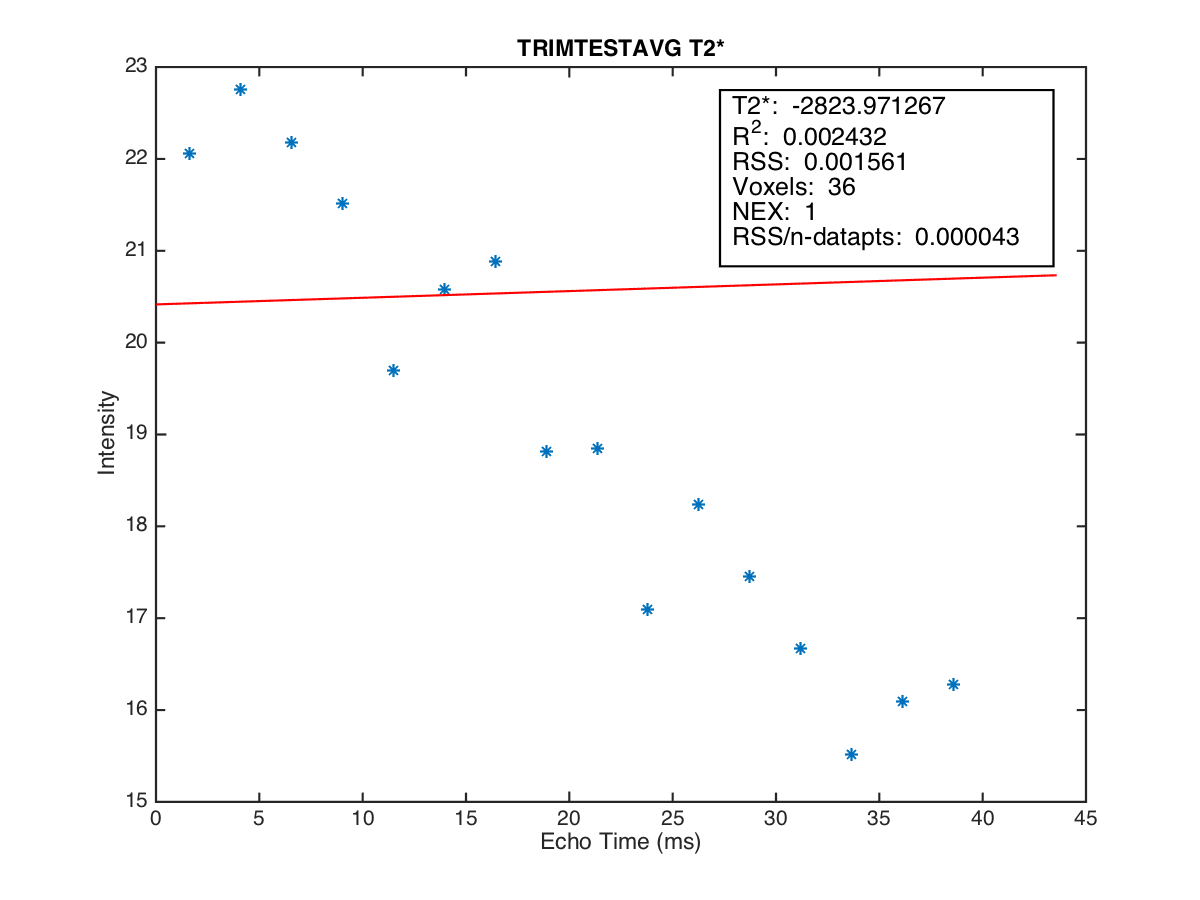 TRIMTESTAVG T2*
23
22
21
20
19
18
17
16
15
Intensity
T2*: -2823.971267
R²: 0.002432
RSS: 0.001561
Voxels: 36
NEX: 1
RSS/n-datapts: 0.000043
0 5 10 15 20 25 30 35 40 45
Echo Time (ms)